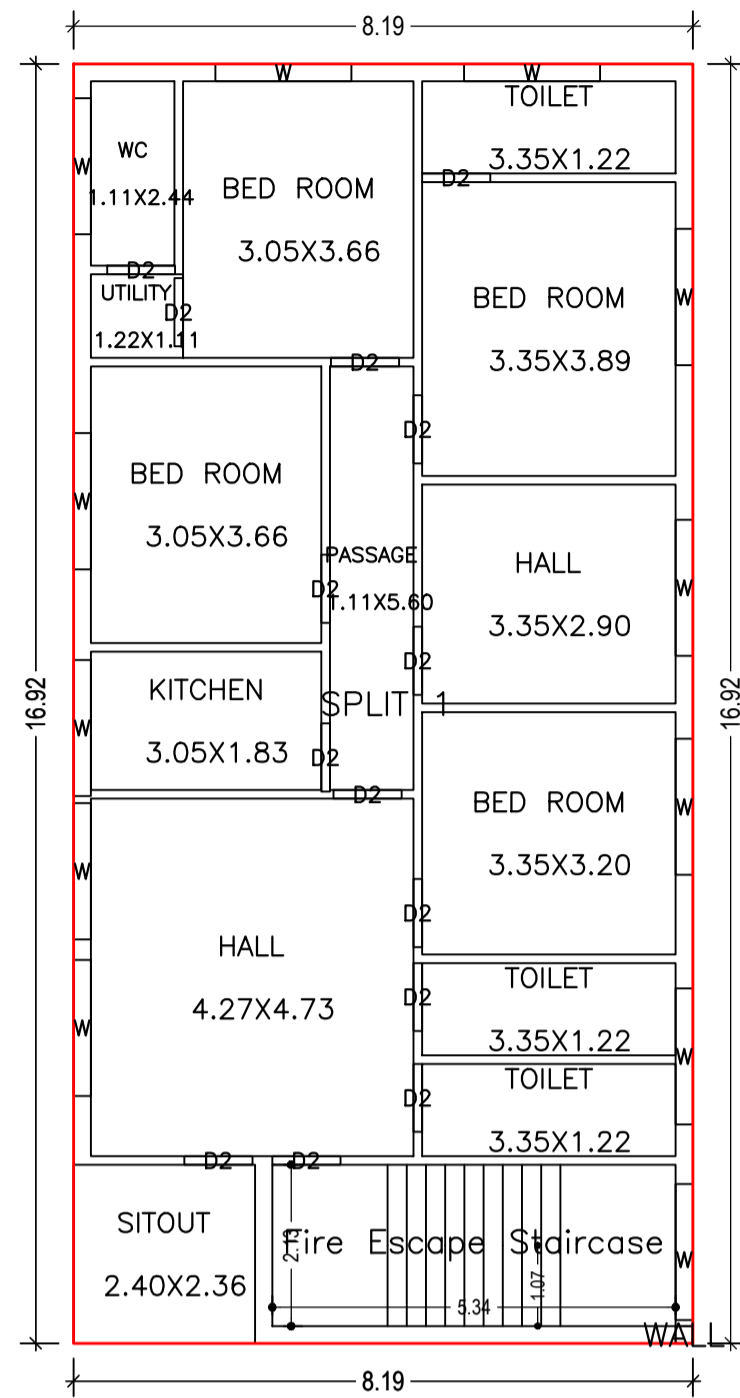 8.19
W
W
TOILET
3.35X1.22
WC
1.11X2.44
W
BED ROOM
3.05X3.66
D2
D2
UTILITY
1.22X1.11
D2
BED ROOM
3.35X3.89
W
D2
D2
BED ROOM
3.05X3.66
W
PASSAGE
1.11X5.60
D2
HALL
3.35X2.90
W
D2
16.92
16.92
KITCHEN
3.05X1.83
W
SPLIT 1
D2
D2
BED ROOM
3.35X3.20
W
W
D2
HALL
4.27X4.73
W
TOILET
3.35X1.22
D2
W
TOILET
3.35X1.22
D2
D2
D2
SITOUT
2.40X2.36
Fire Escape Staircase
2.13
1.07
5.34
W
WALL
8.19